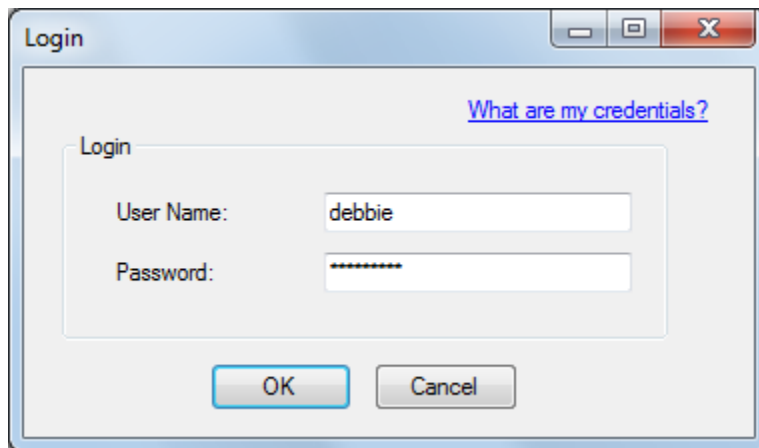 Login
What are my credentials?
Login
User Name: debbie
Password: *********
OK Cancel